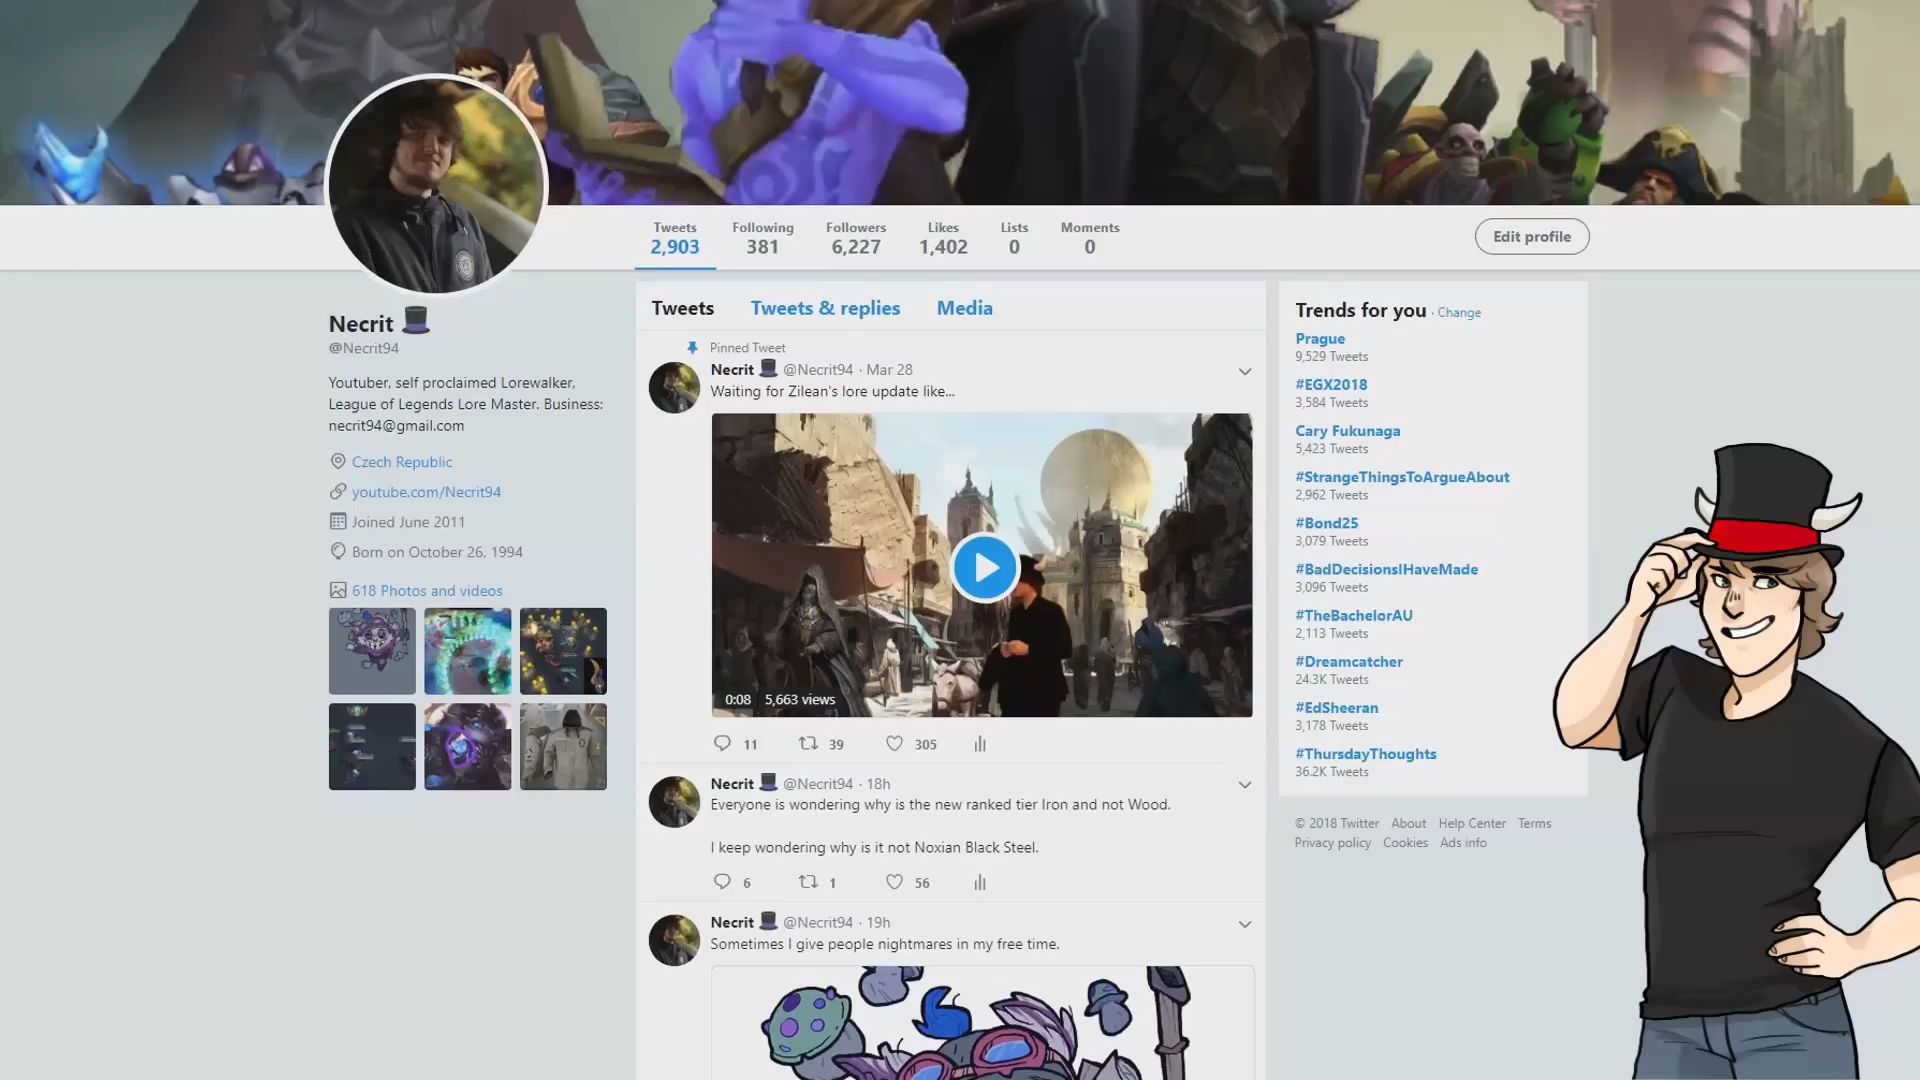 Tweets Following Followers Likes Lists Moments
2,903 381 6,227 1,402 0 0
Edit profile
Necrit
@Necrit94
Youtuber, self proclaimed Lorewalker,
League of Legends Lore Master. Business:
necrit94@gmail.com
Czech Republic
youtube.com/Necrit94
Joined June 2011
Born on October 26, 1994
618 Photos and videos
Tweets Tweets & replies Media
Pinned Tweet
Necrit @Necrit94 · Mar 28
Waiting for Zilean's lore update like...
0:08 5,663 views
11 39 305
Necrit @Necrit94 · 18h
Everyone is wondering why is the new ranked tier Iron and not Wood.
I keep wondering why is it not Noxian Black Steel.
6 1 56
Necrit @Necrit94 · 19h
Sometimes I give people nightmares in my free time.
Trends for you · Change
Prague
9,529 Tweets
#EGX2018
3,584 Tweets
Cary Fukunaga
5,423 Tweets
#StrangeThingsToArgueAbout
2,962 Tweets
#Bond25
3,079 Tweets
#BadDecisionsIHaveMade
3,096 Tweets
#TheBachelorAU
2,113 Tweets
#Dreamcatcher
24.3K Tweets
#EdSheeran
3,178 Tweets
#ThursdayThoughts
36.2K Tweets
© 2018 Twitter About Help Center Terms
Privacy policy Cookies Ads info